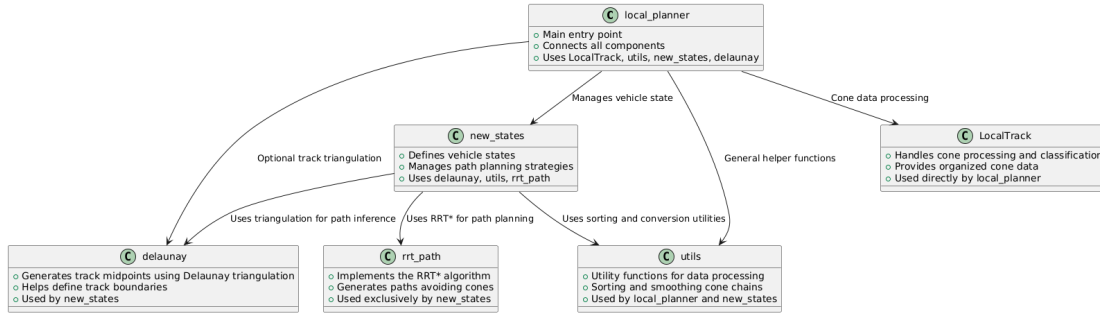 C local_planner
Main entry point
Connects all components
Uses LocalTrack, utils, new_states, delaunay
Manages vehicle state
Cone data processing
C new_states
Defines vehicle states
Manages path planning strategies
Uses delaunay, utils, rrt_path
C LocalTrack
Handles cone processing and classification
Provides organized cone data
Used directly by local_planner
Optional track triangulation
General helper functions
Uses triangulation for path inference
Uses RRT* for path planning
Uses sorting and conversion utilities
C delaunay
Generates track midpoints using Delaunay triangulation
Helps define track boundaries
Used by new_states
C rrt_path
Implements the RRT* algorithm
Generates paths avoiding cones
Used exclusively by new_states
C utils
Utility functions for data processing
Sorting and smoothing cone chains
Used by local_planner and new_states